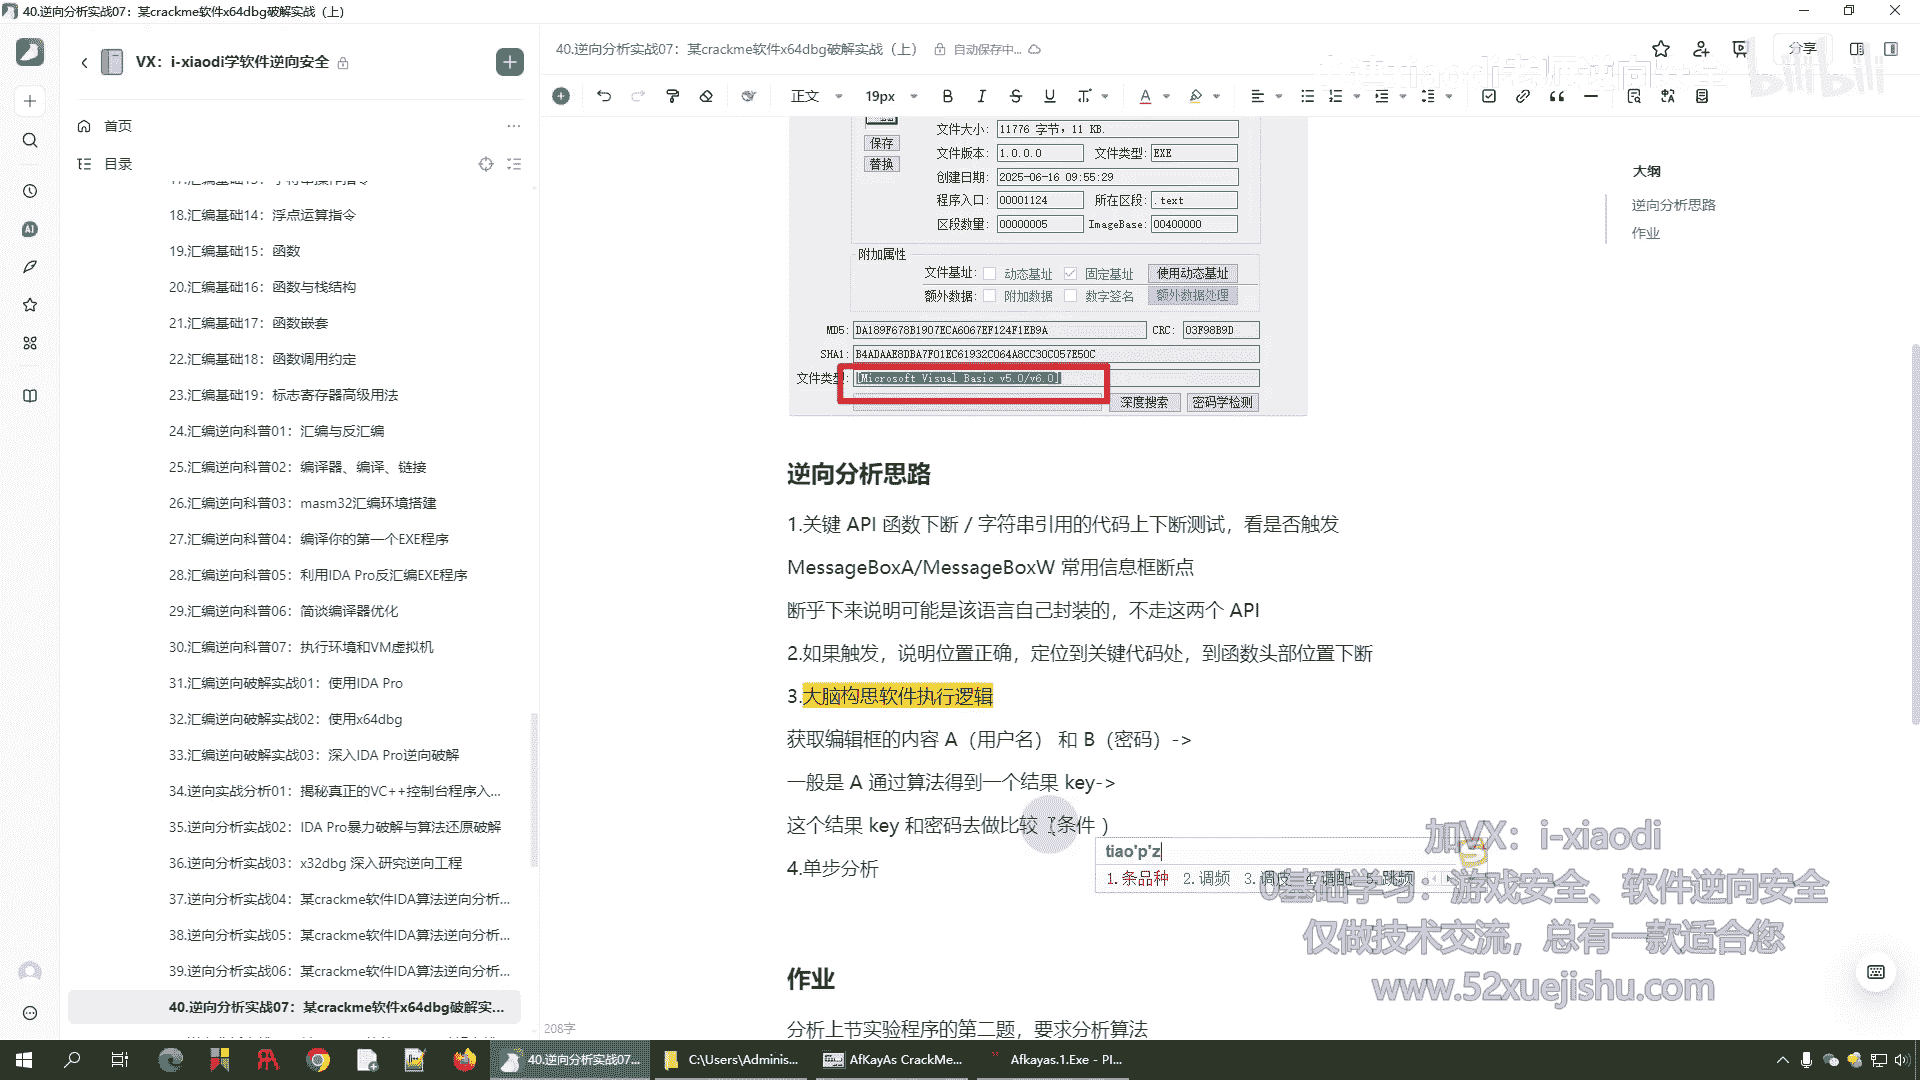 40.逆向分析实战07：某crackme软件x64dbg破解实战（上）
VX：i-xiaodi学软件逆向安全
首页
目录
18.汇编基础14：浮点运算指令
19.汇编基础15：函数
20.汇编基础16：函数与栈结构
21.汇编基础17：函数嵌套
22.汇编基础18：函数调用约定
23.汇编基础19：标志寄存器高级用法
24.汇编逆向科普01：汇编与反汇编
25.汇编逆向科普02：编译器、编译、链接
26.汇编逆向科普03：masm32汇编环境搭建
27.汇编逆向科普04：编译你的第一个EXE程序
28.汇编逆向科普05：利用IDA Pro反汇编EXE程序
29.汇编逆向科普06：简谈编译器优化
30.汇编逆向科普07：执行环境和VM虚拟机
31.汇编逆向破解实战01：使用IDA Pro
32.汇编逆向破解实战02：使用x64dbg
33.汇编逆向破解实战03：深入IDA Pro逆向破解
34.逆向实战分析01：揭秘真正的VC++控制台程序入...
35.逆向分析实战02：IDA Pro暴力破解与算法还原破解
36.逆向分析实战03：x32dbg 深入研究逆向工程
37.逆向分析实战04：某crackme软件IDA算法逆向分析...
38.逆向分析实战05：某crackme软件IDA算法逆向分析...
39.逆向分析实战06：某crackme软件IDA算法逆向分析...
40.逆向分析实战07：某crackme软件x64dbg破解实...
40.逆向分析实战07：某crackme软件x64dbg破解实战（上） 自动保存中... 分享
bilibili
正文 19px
保存
替换
文件大小: 11776 字节，11 KB.
文件版本: 1.0.0.0 文件类型: EXE
创建日期: 2025-06-16 09:55:29
程序入口: 00001124 所在区段: .text
区段数量: 00000005 ImageBase: 00400000
附加属性
文件基址: 动态基址 固定基址 使用动态基址
额外数据: 附加数据 数字签名 额外数据处理
MD5: DA189F678B1907ECA6067EF124F1EB9A CRC: 03F98B9D
SHA1: B4ADAAE8DBA7F01EC61932C064A8CC30C057E50C
文件类型: [Microsoft Visual Basic v5.0/v6.0]
深度搜索 密码学检测
逆向分析思路
1.关键 API 函数下断 / 字符串引用的代码上下断测试，看是否触发
MessageBoxA/MessageBoxW 常用信息框断点
断乎下来说明可能是该语言自己封装的，不走这两个 API
2.如果触发，说明位置正确，定位到关键代码处，到函数头部位置下断
3.大脑构思软件执行逻辑
获取编辑框的内容 A（用户名） 和 B（密码）->
一般是 A 通过算法得到一个结果 key->
这个结果 key 和密码去做比较（条件 ）
tiao'p'z
1.条品种 2.调频 3.调皮 4.调配 5.跳频
4.单步分析
作业
分析上节实验程序的第二题，要求分析算法
208字
大纲
逆向分析思路
作业
加VX：i-xiaodi
0基础学习：游戏安全、软件逆向安全
仅做技术交流，总有一款适合您
www.52xuejishu.com
40.逆向分析实战07...
C:\Users\Adminis...
AfKayAs CrackMe...
Afkayas.1.Exe - PI...